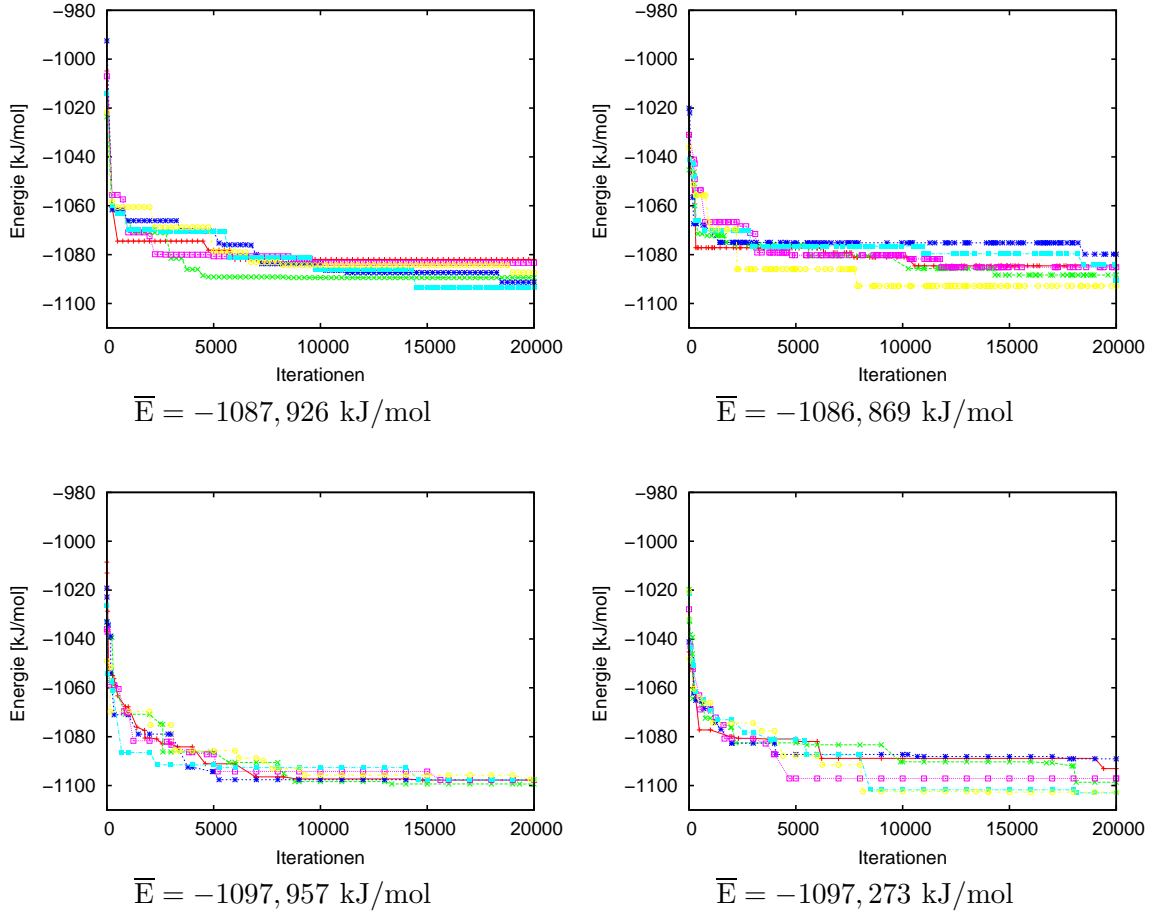 −980
−1000
−1020
−1040
−1060
−1080
−1100
Energie [kJ/mol]
0 5000 10000 15000 20000
Iterationen
E = −1087, 926 kJ/mol
−980
−1000
−1020
−1040
−1060
−1080
−1100
Energie [kJ/mol]
0 5000 10000 15000 20000
Iterationen
E = −1086, 869 kJ/mol
−980
−1000
−1020
−1040
−1060
−1080
−1100
Energie [kJ/mol]
0 5000 10000 15000 20000
Iterationen
E = −1097, 957 kJ/mol
−980
−1000
−1020
−1040
−1060
−1080
−1100
Energie [kJ/mol]
0 5000 10000 15000 20000
Iterationen
E = −1097, 273 kJ/mol